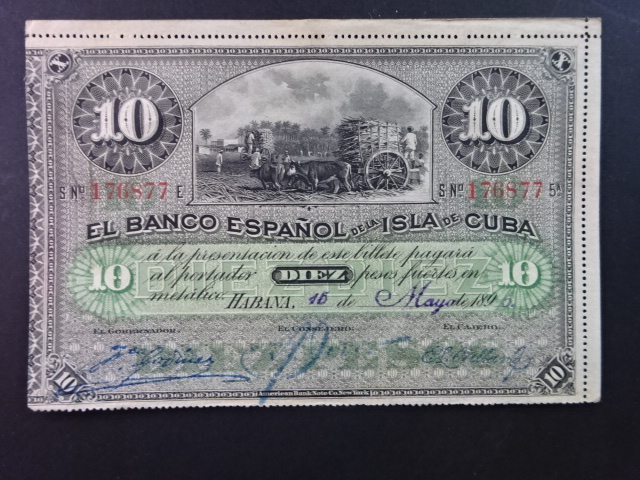 X X
10 10
S. Nº 176877 E S. Nº 176877 5ª
EL BANCO ESPAÑOL DE LA ISLA DE CUBA
á la presentacion de este billete pagará
10 al portador DIEZ pesos fuertes en 10
metálico. HABANA, 15 de Mayo de 1896.
EL GOBERNADOR. EL CONSEJERO. EL CAJERO.
10 10
American Bank Note Co. New York